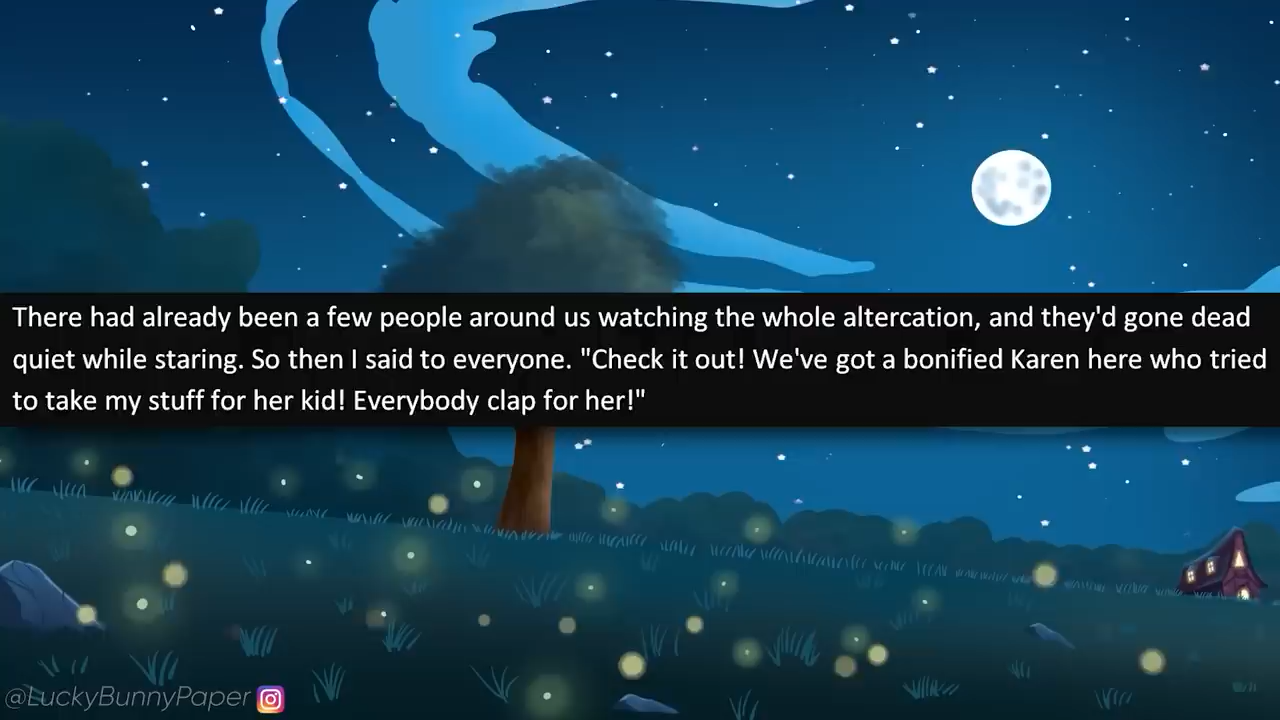 There had already been a few people around us watching the whole altercation, and they'd gone dead
quiet while staring. So then I said to everyone. "Check it out! We've got a bonified Karen here who tried
to take my stuff for her kid! Everybody clap for her!"
@LuckyBunnyPaper